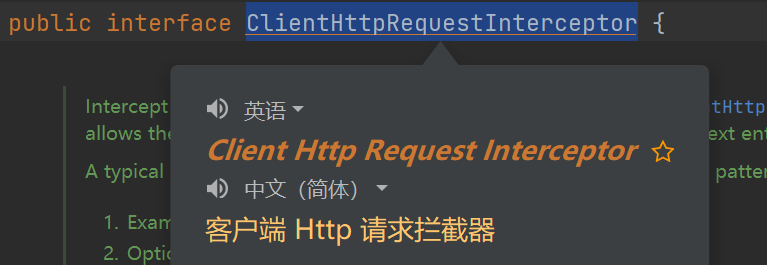 public interface ClientHttpRequestInterceptor {
Intercept
allows the
A typical
1. Exam
2. Optio
英语
Client Http Request Interceptor
中文（简体）
客户端 Http 请求拦截器
ntHttp
ext ent
patter